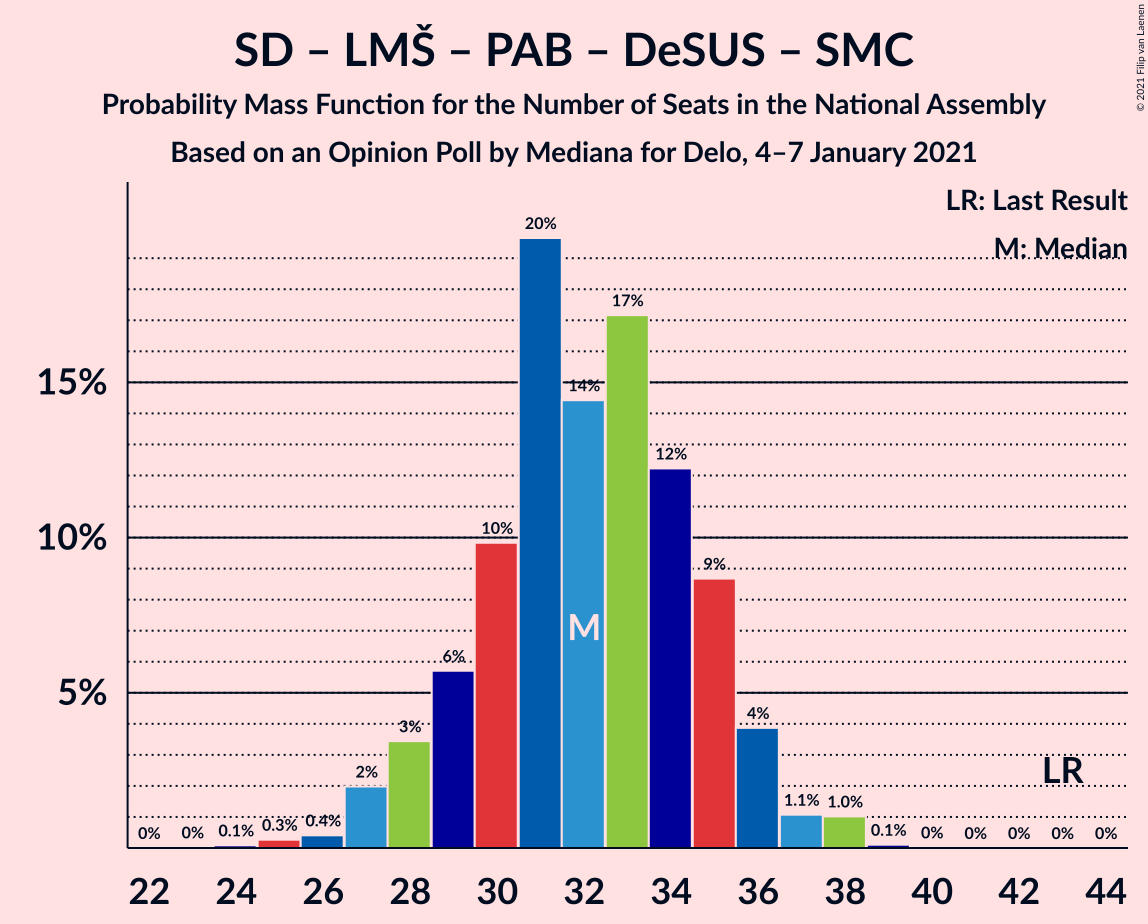 SD – LMŠ – PAB – DeSUS – SMC
Probability Mass Function for the Number of Seats in the National Assembly
Based on an Opinion Poll by Mediana for Delo, 4–7 January 2021
© 2021 Filip van Laenen
LR: Last Result
M: Median
15%
10%
5%
0% 0% 0.1% 0.3% 0.4% 2% 3% 6% 10% 20% 14% 17% 12% 9% 4% 1.1% 1.0% 0.1% 0% 0% 0% 0% 0%
M
LR
22 24 26 28 30 32 34 36 38 40 42 44